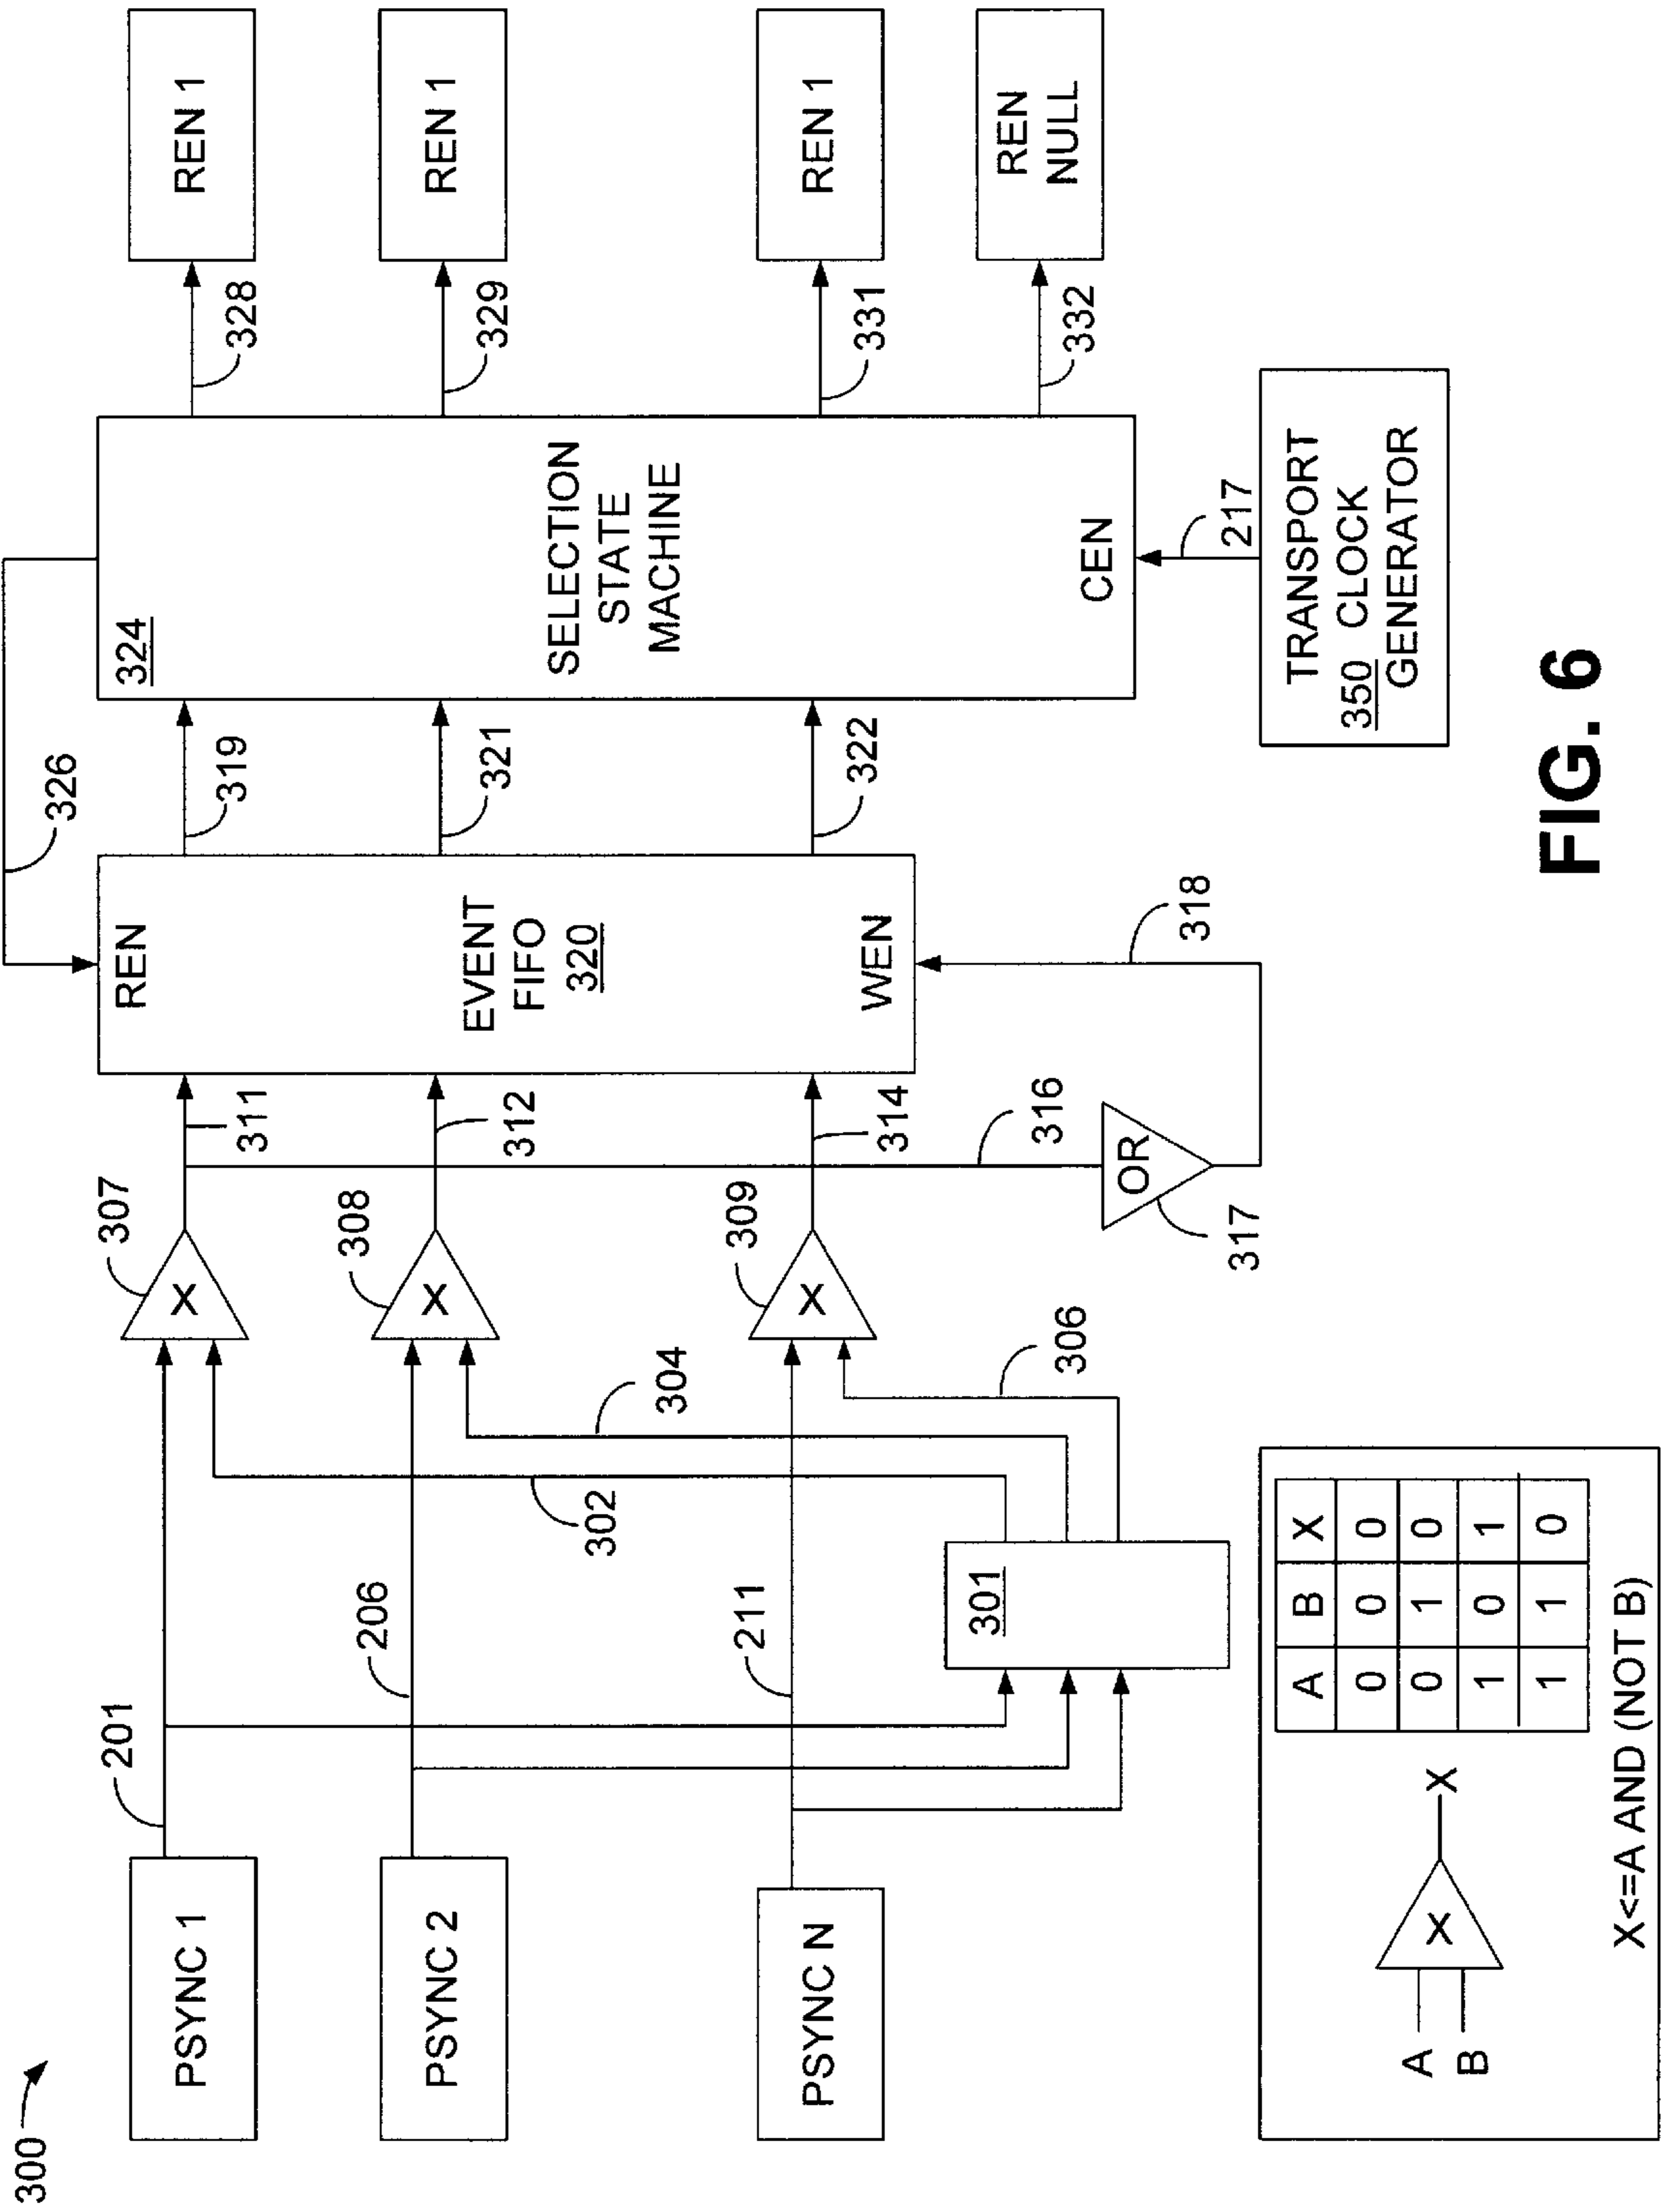 300
PSYNC 1
201
PSYNC 2
206
PSYNC N
211
301
302
304
306
307
X
308
X
309
X
311
312
314
316
OR
317
318
REN
EVENT
FIFO
320
WEN
326
319
321
322
324
SELECTION
STATE
MACHINE
CEN
217
TRANSPORT
350 CLOCK
GENERATOR
328
329
331
332
REN 1
REN 1
REN 1
REN
NULL
A
B
X
X
A B X
0 0 0
0 1 0
1 0 1
1 1 0
X<=A AND (NOT B)
FIG. 6